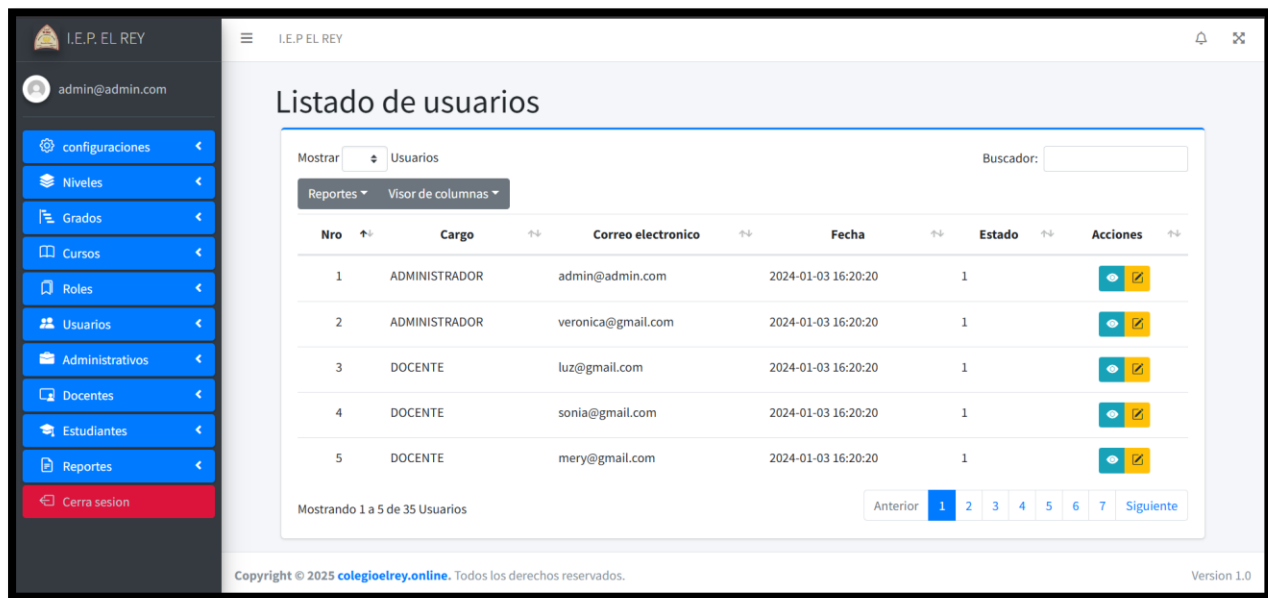 I.E.P. EL REY
I.E.P EL REY
admin@admin.com
configuraciones
Niveles
Grados
Cursos
Roles
Usuarios
Administrativos
Docentes
Estudiantes
Reportes
Cerra sesion
Listado de usuarios
Mostrar Usuarios Buscador:
Reportes Visor de columnas
Nro Cargo Correo electronico Fecha Estado Acciones
1 ADMINISTRADOR admin@admin.com 2024-01-03 16:20:20 1
2 ADMINISTRADOR veronica@gmail.com 2024-01-03 16:20:20 1
3 DOCENTE luz@gmail.com 2024-01-03 16:20:20 1
4 DOCENTE sonia@gmail.com 2024-01-03 16:20:20 1
5 DOCENTE mery@gmail.com 2024-01-03 16:20:20 1
Mostrando 1 a 5 de 35 Usuarios Anterior 1 2 3 4 5 6 7 Siguiente
Copyright © 2025 colegioelrey.online. Todos los derechos reservados. Version 1.0